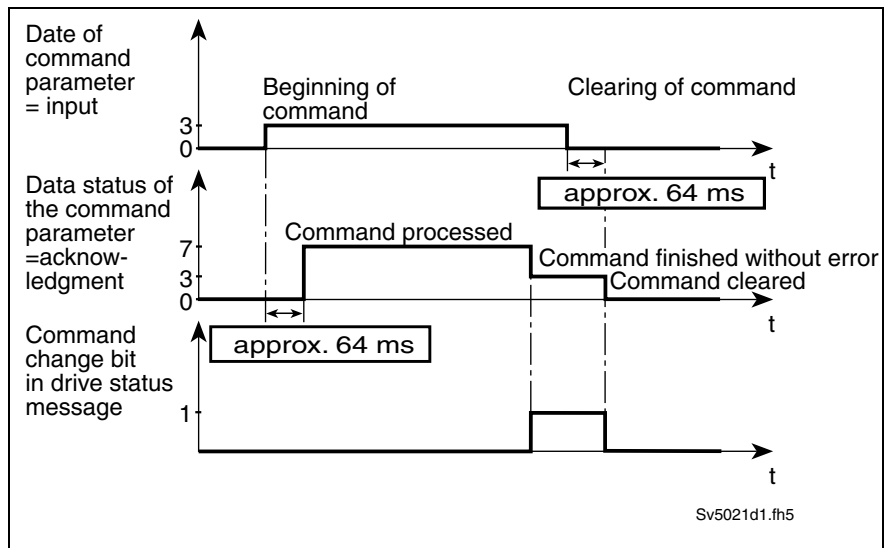 Date of
command
parameter
= input
Beginning of
command
Clearing of command
3
0
t
approx. 64 ms
Data status of
the command
parameter
=acknow-
ledgment
7
3
0
Command processed
Command finished without error
Command cleared
t
approx. 64 ms
Command
change bit
in drive status
message
1
t
Sv5021d1.fh5